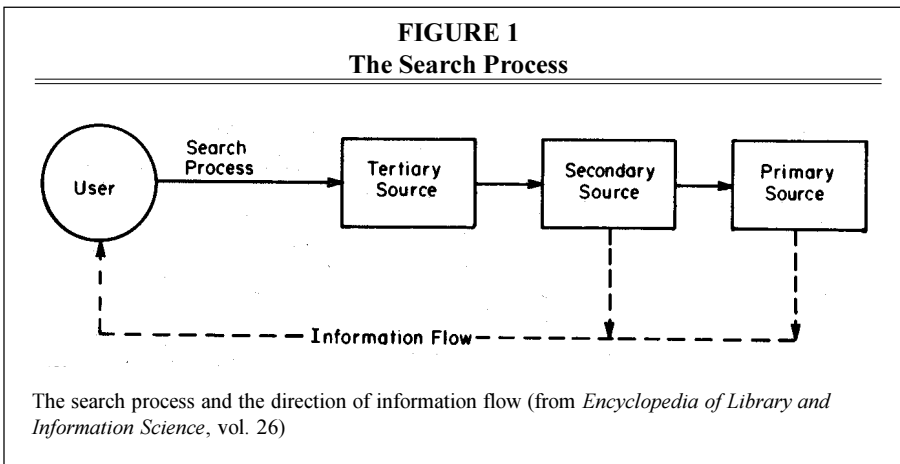 FIGURE 1
The Search Process
Search
Process
User
Tertiary
Source
Secondary
Source
Primary
Source
Information Flow
The search process and the direction of information flow (from Encyclopedia of Library and
Information Science, vol. 26)